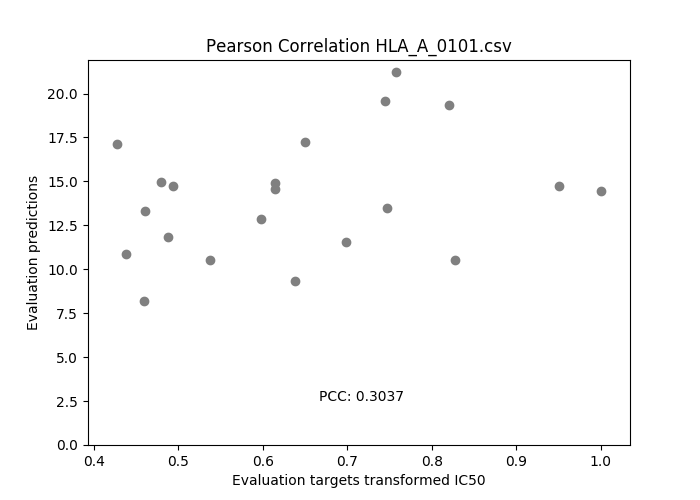 Pearson Correlation HLA_A_0101.csv
20.0
17.5
15.0
12.5
10.0
7.5
5.0
2.5
0.0
Evaluation predictions
PCC: 0.3037
0.4 0.5 0.6 0.7 0.8 0.9 1.0
Evaluation targets transformed IC50